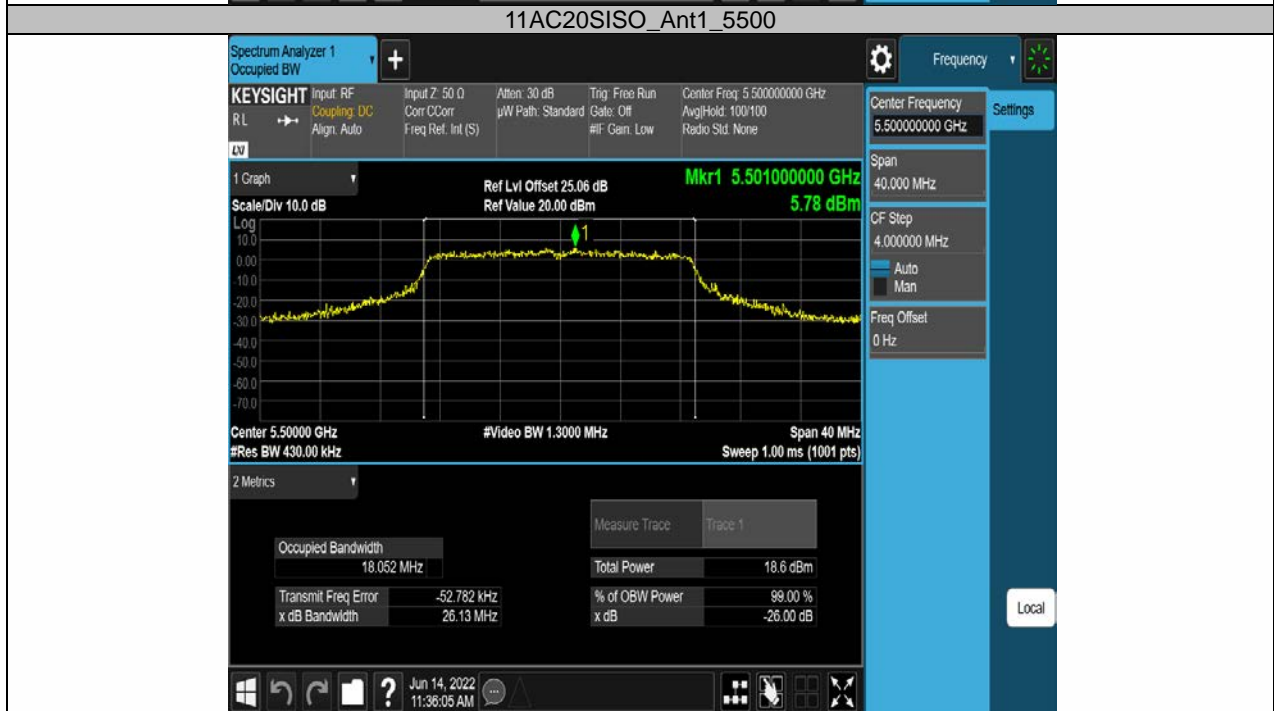 11AC20SISO_Ant1_5500
Spectrum Analyzer 1
Occupied BW
+
Frequency
KEYSIGHT
RL
LXI
Input: RF
Coupling: DC
Align: Auto
Input Z: 50 Ω
Corr CCorr
Freq Ref: Int (S)
Atten: 30 dB
µW Path: Standard
Trig: Free Run
Gate: Off
#IF Gain: Low
Center Freq: 5.500000000 GHz
Avg|Hold: 100/100
Radio Std: None
Center Frequency
5.500000000 GHz
Settings
Span
40.000 MHz
CF Step
4.000000 MHz
Auto
Man
Freq Offset
0 Hz
Local
1 Graph
Scale/Div 10.0 dB
Ref Lvl Offset 25.06 dB
Ref Value 20.00 dBm
Mkr1 5.501000000 GHz
5.78 dBm
Log
10.0
0.00
-10.0
-20.0
-30.0
-40.0
-50.0
-60.0
-70.0
1
Center 5.50000 GHz
#Res BW 430.00 kHz
#Video BW 1.3000 MHz
Span 40 MHz
Sweep 1.00 ms (1001 pts)
2 Metrics
Measure Trace Trace 1
Occupied Bandwidth
18.052 MHz
Total Power 18.6 dBm
Transmit Freq Error -52.782 kHz
% of OBW Power 99.00 %
x dB Bandwidth 26.13 MHz
x dB -26.00 dB
?
Jun 14, 2022
11:36:05 AM